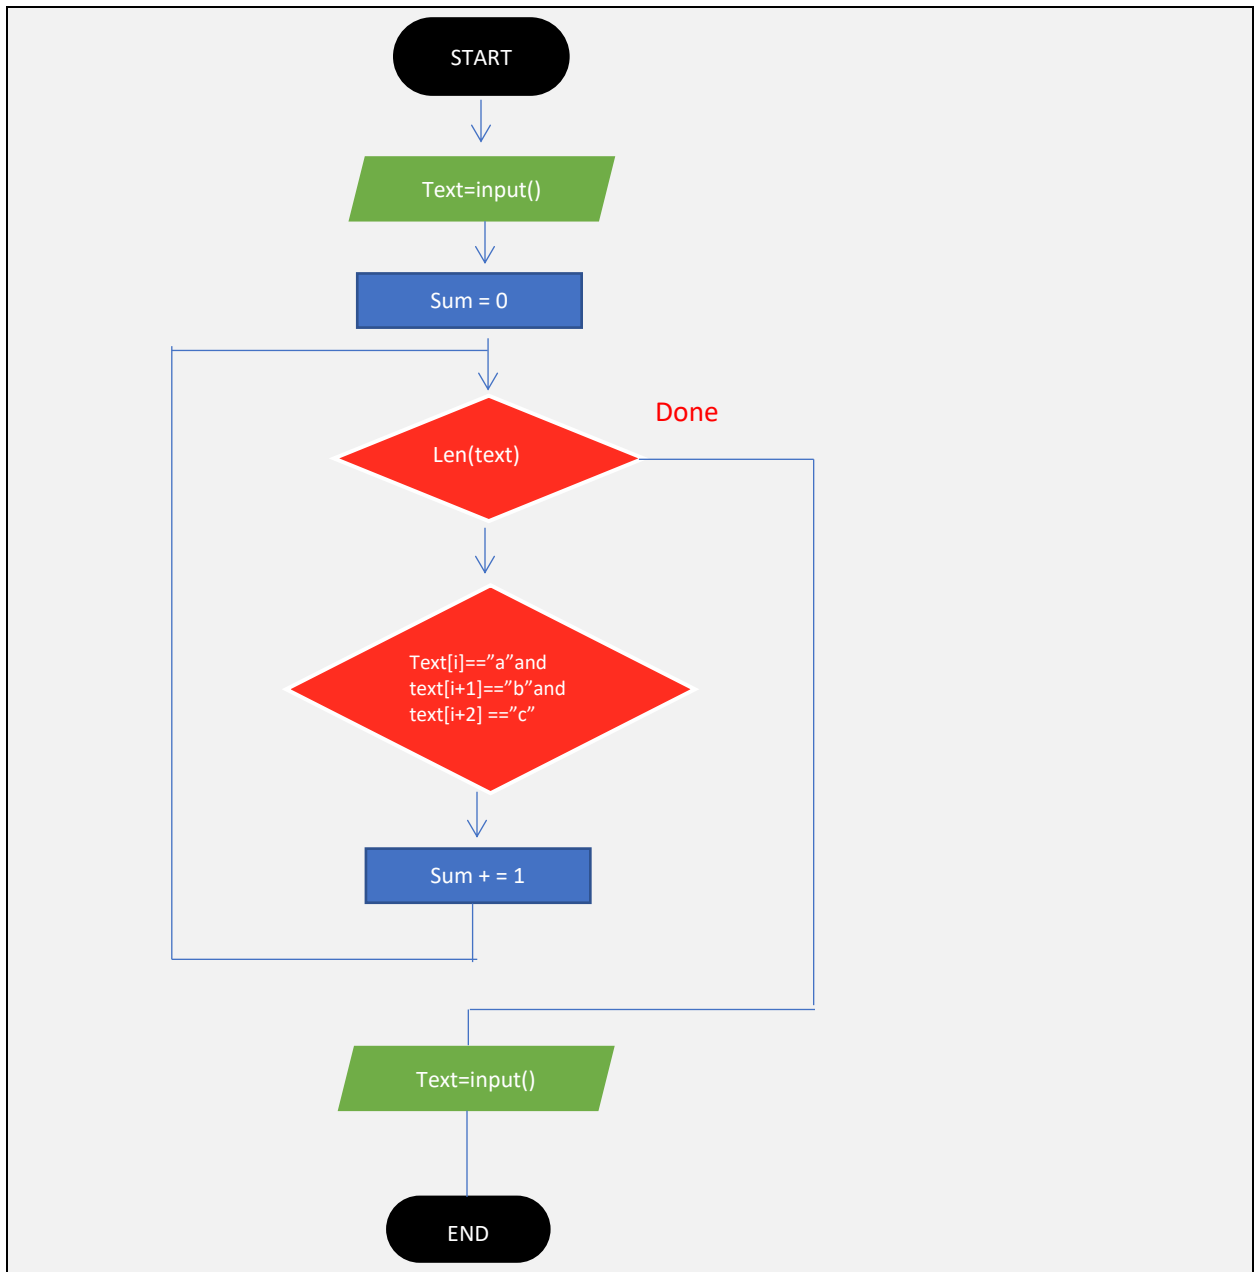 START
Text=input()
Sum = 0
Done
Len(text)
Text[i]==”a”and
text[i+1]==”b”and
text[i+2] ==”c”
Sum + = 1
Text=input()
END